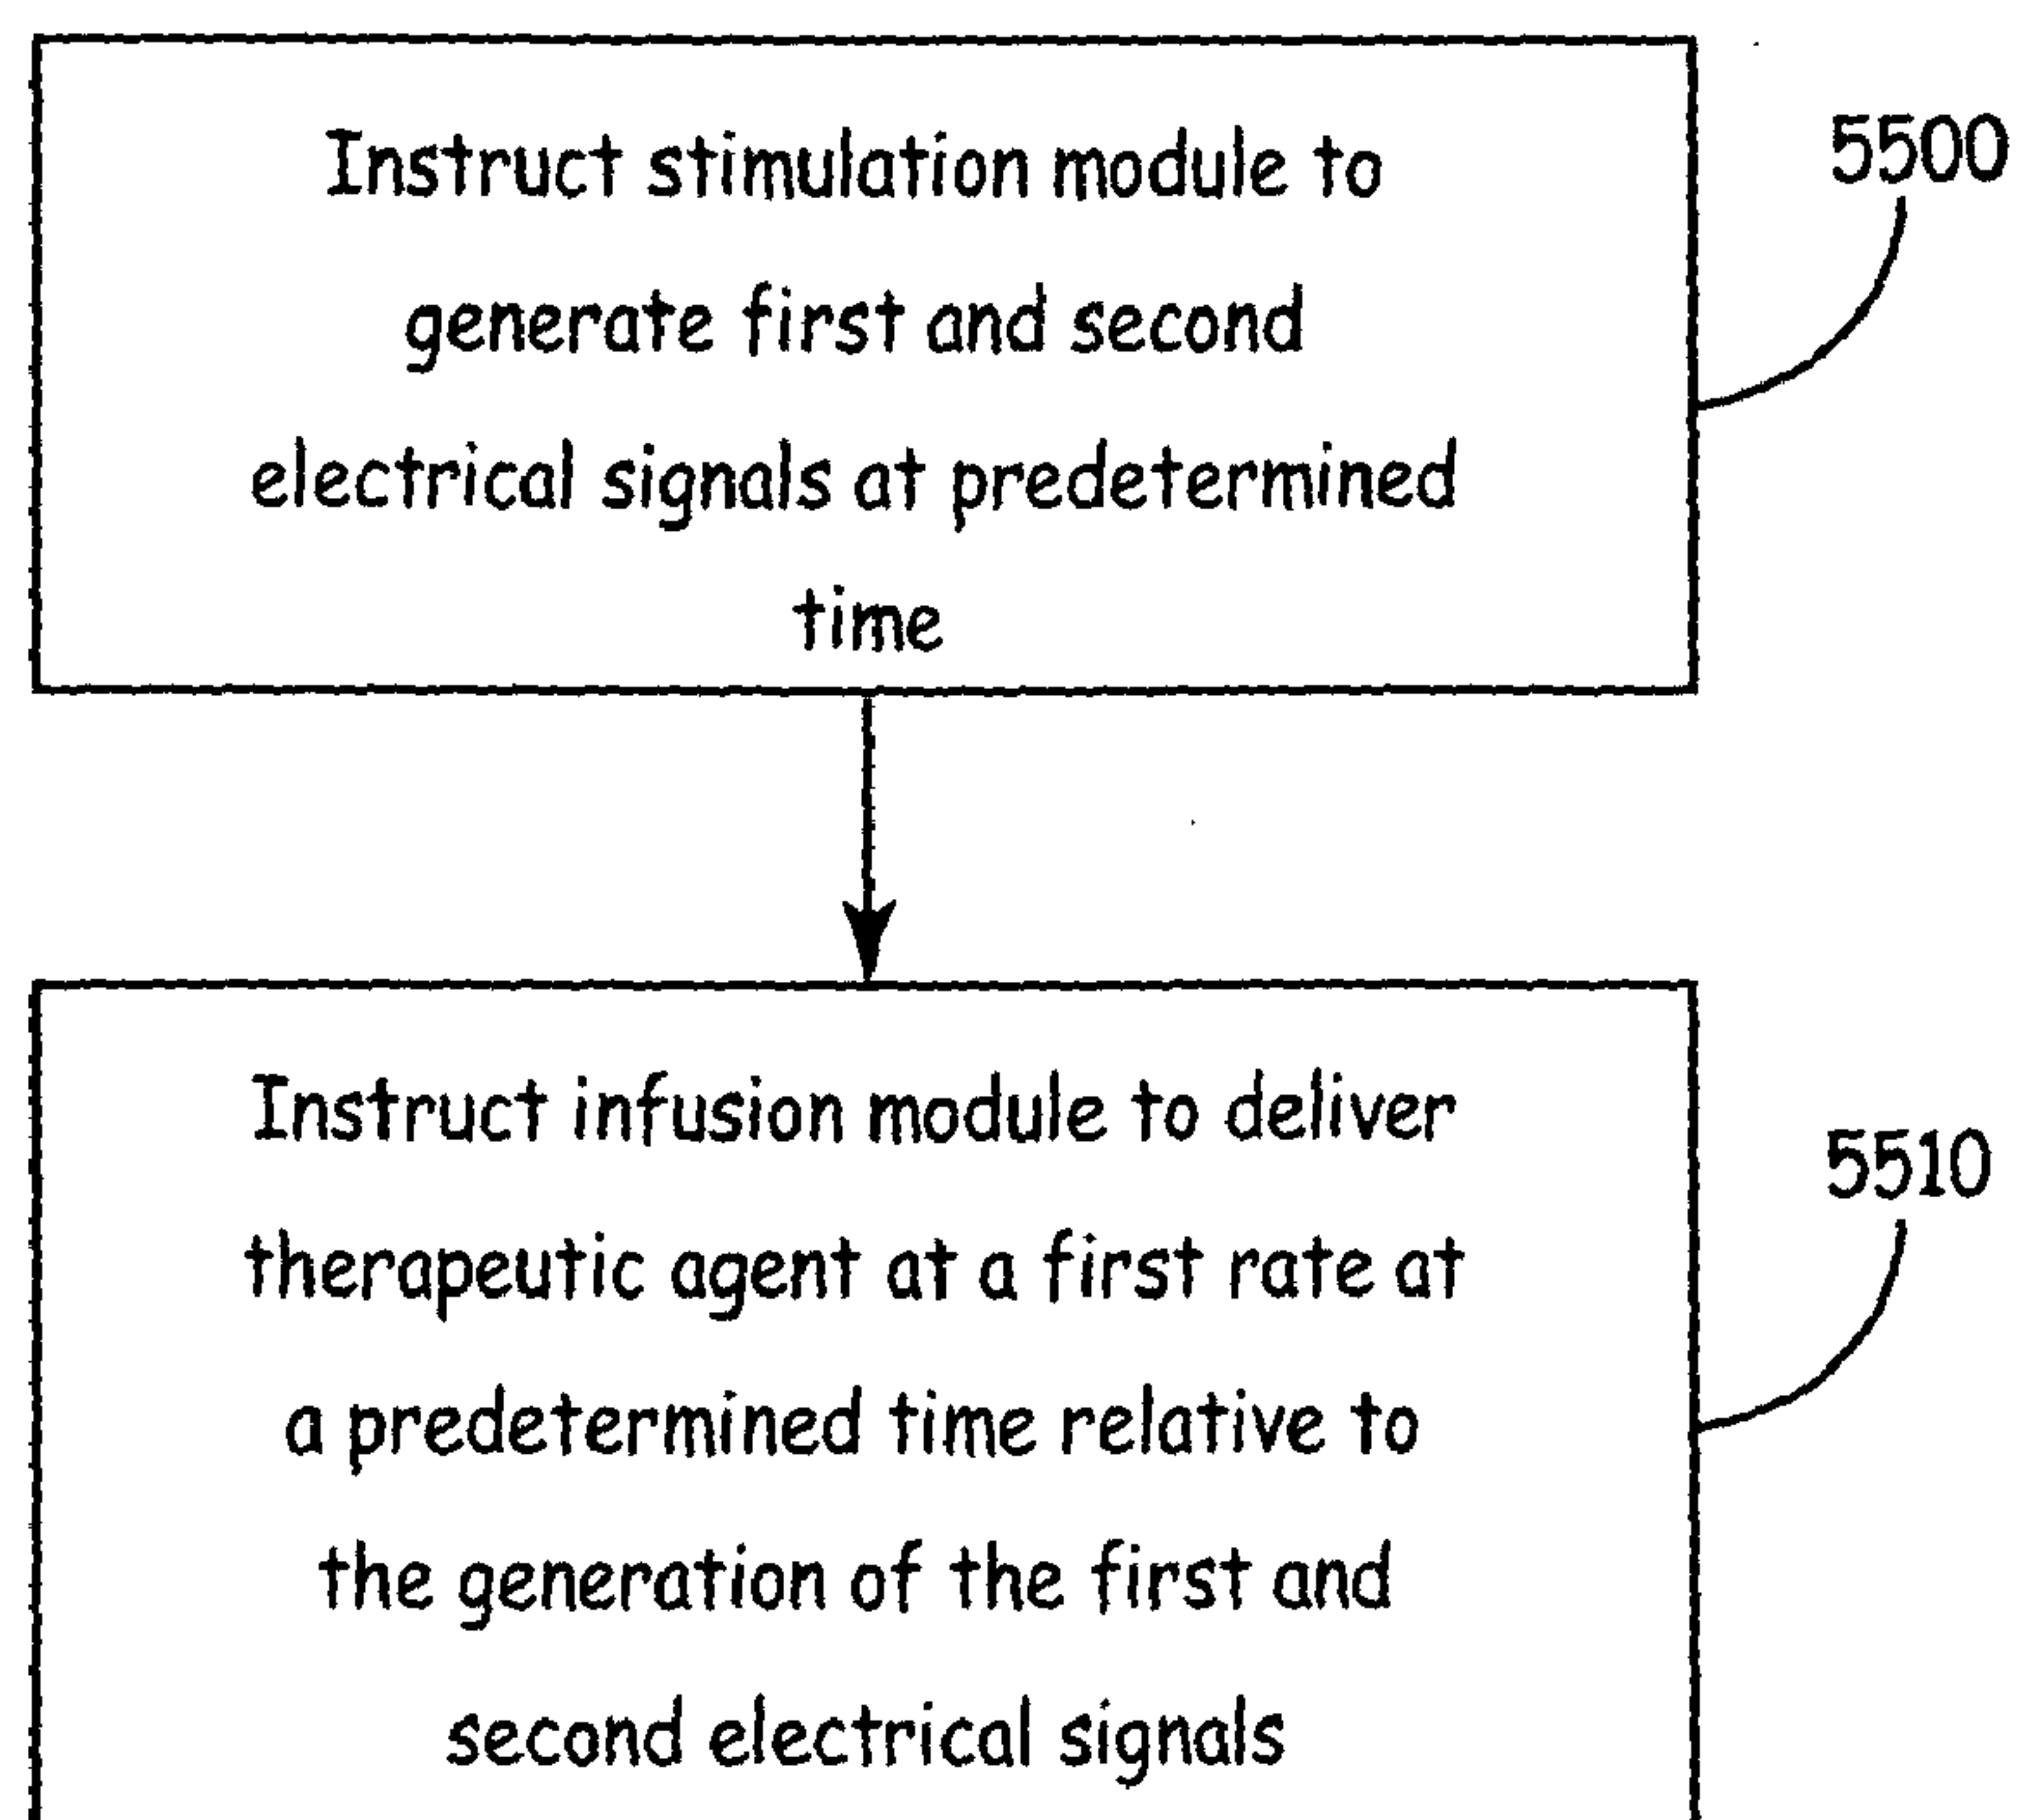 Instruct stimulation module to
generate first and second
electrical signals at predetermined
time
5500
Instruct infusion module to deliver
therapeutic agent at a first rate at
a predetermined time relative to
the generation of the first and
second electrical signals
5510